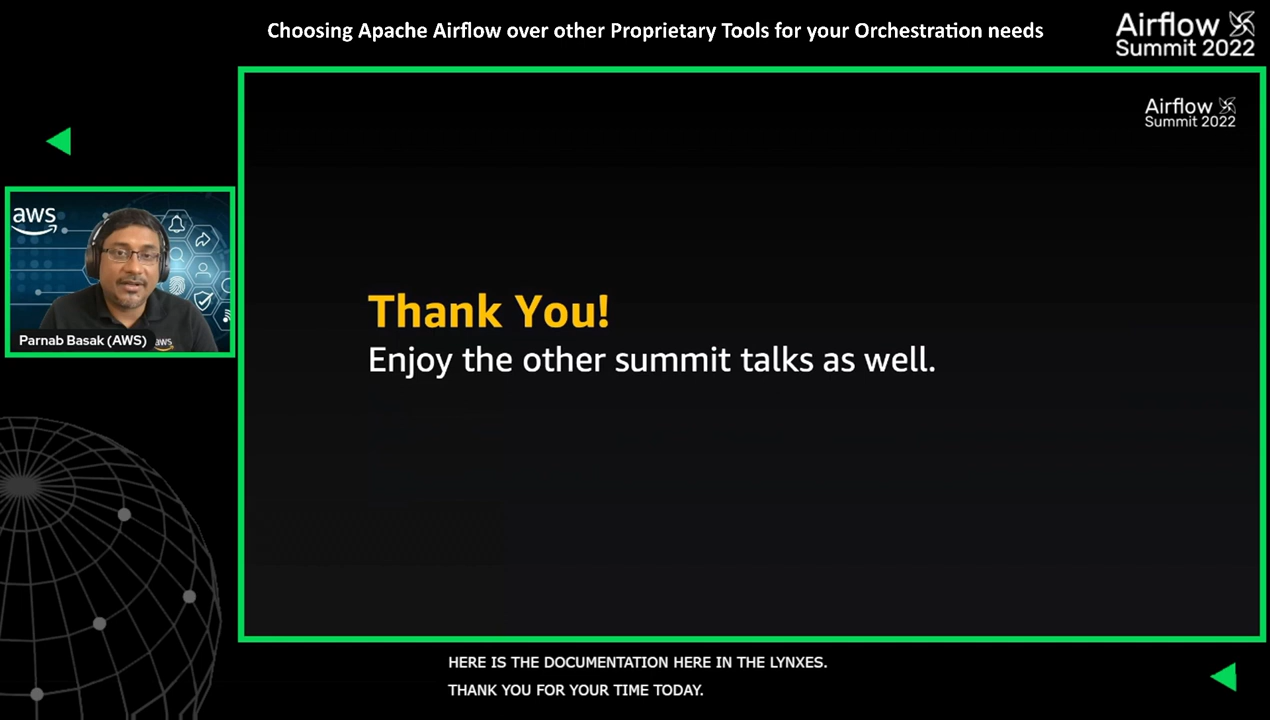 Choosing Apache Airflow over other Proprietary Tools for your Orchestration needs
Airflow
Summit 2022
Airflow
Summit 2022
aws
Parnab Basak (AWS)
aws
Thank You!
Enjoy the other summit talks as well.
HERE IS THE DOCUMENTATION HERE IN THE LYNXES.
THANK YOU FOR YOUR TIME TODAY.